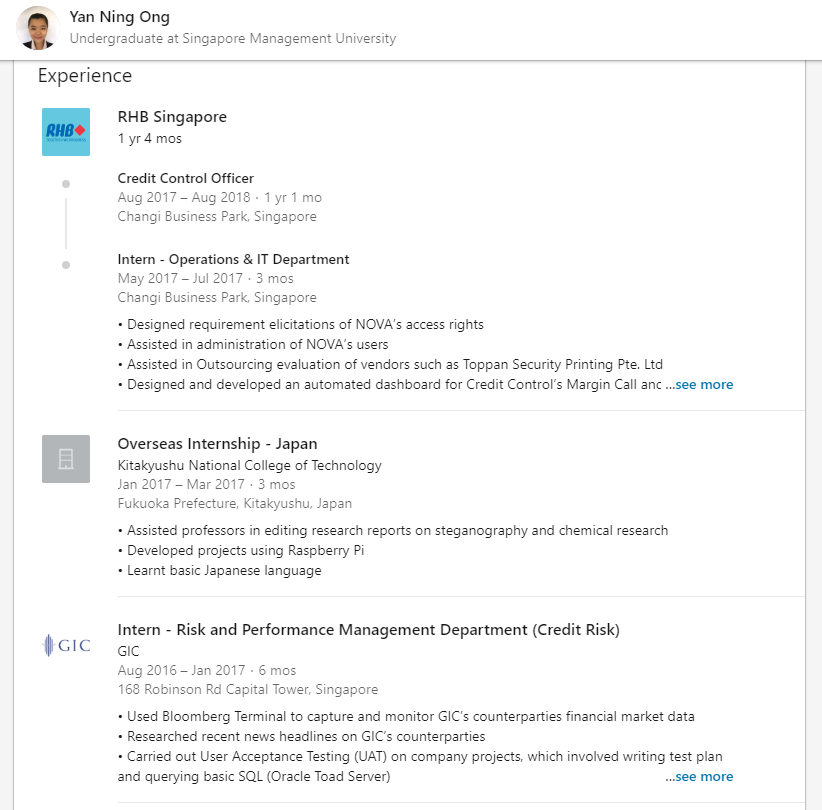 Yan Ning Ong
Undergraduate at Singapore Management University
Experience
RHB
RHB Singapore
1 yr 4 mos
Credit Control Officer
Aug 2017 – Aug 2018 · 1 yr 1 mo
Changi Business Park, Singapore
Intern - Operations & IT Department
May 2017 – Jul 2017 · 3 mos
Changi Business Park, Singapore
• Designed requirement elicitations of NOVA's access rights
• Assisted in administration of NOVA's users
• Assisted in Outsourcing evaluation of vendors such as Toppan Security Printing Pte. Ltd
• Designed and developed an automated dashboard for Credit Control's Margin Call and ...see more
Overseas Internship - Japan
Kitakyushu National College of Technology
Jan 2017 – Mar 2017 · 3 mos
Fukuoka Prefecture, Kitakyushu, Japan
• Assisted professors in editing research reports on steganography and chemical research
• Developed projects using Raspberry Pi
• Learnt basic Japanese language
GIC
Intern - Risk and Performance Management Department (Credit Risk)
GIC
Aug 2016 – Jan 2017 · 6 mos
168 Robinson Rd Capital Tower, Singapore
• Used Bloomberg Terminal to capture and monitor GIC's counterparties financial market data
• Researched recent news headlines on GIC's counterparties
• Carried out User Acceptance Testing (UAT) on company projects, which involved writing test plan
and querying basic SQL (Oracle Toad Server) ...see more